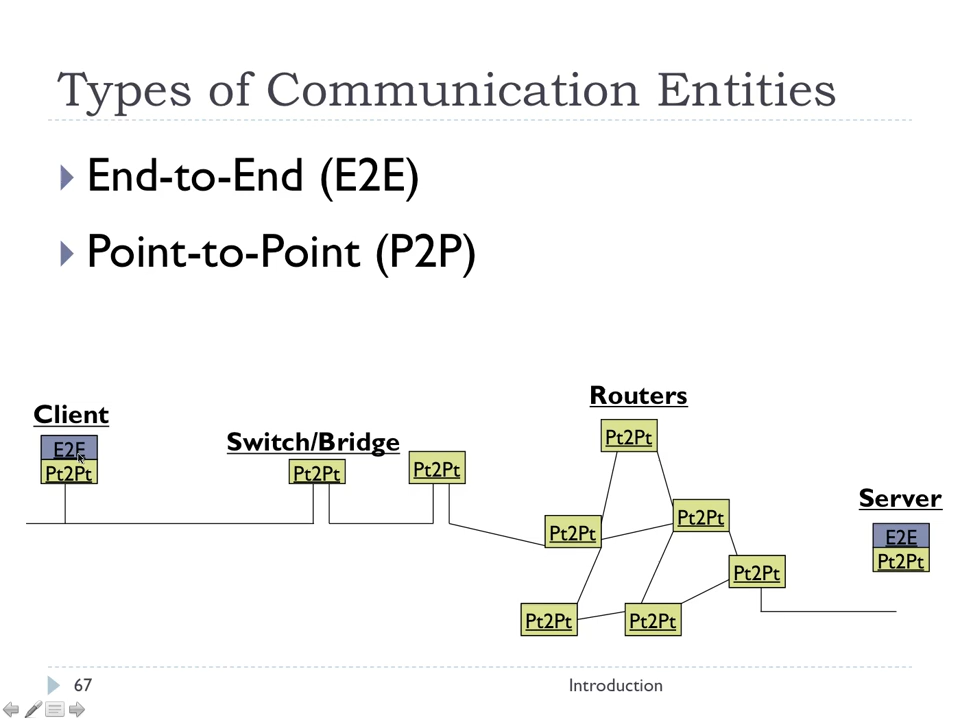 Types of Communication Entities
End-to-End (E2E)
Point-to-Point (P2P)
Client
E2E
Pt2Pt
Switch/Bridge
Pt2Pt
Pt2Pt
Routers
Pt2Pt
Pt2Pt
Pt2Pt
Pt2Pt
Pt2Pt
Pt2Pt
Server
E2E
Pt2Pt
67
Introduction